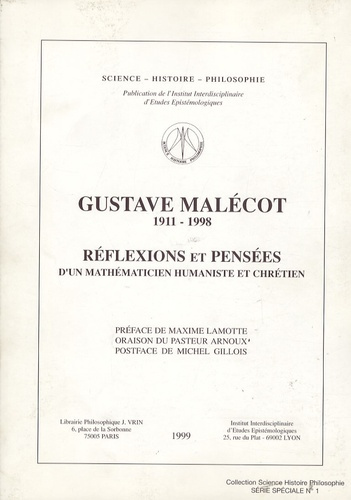 SCIENCE – HISTOIRE – PHILOSOPHIE
Publication de l'Institut Interdisciplinaire
d'Etudes Epistémologiques
SCIENCE HISTOIRE PHILOSOPHIE
GUSTAVE MALÉCOT
1911 - 1998
RÉFLEXIONS ET PENSÉES
D'UN MATHÉMATICIEN HUMANISTE ET CHRÉTIEN
PRÉFACE DE MAXIME LAMOTTE
ORAISON DU PASTEUR ARNOUX
POSTFACE DE MICHEL GILLOIS
Librairie Philosophique J. VRIN
6, place de la Sorbonne
75005 PARIS
1999
Institut Interdisciplinaire
d'Etudes Epistémologiques
25, rue du Plat - 69002 LYON
Collection Science Histoire Philosophie
SÉRIE SPÉCIALE N° 1